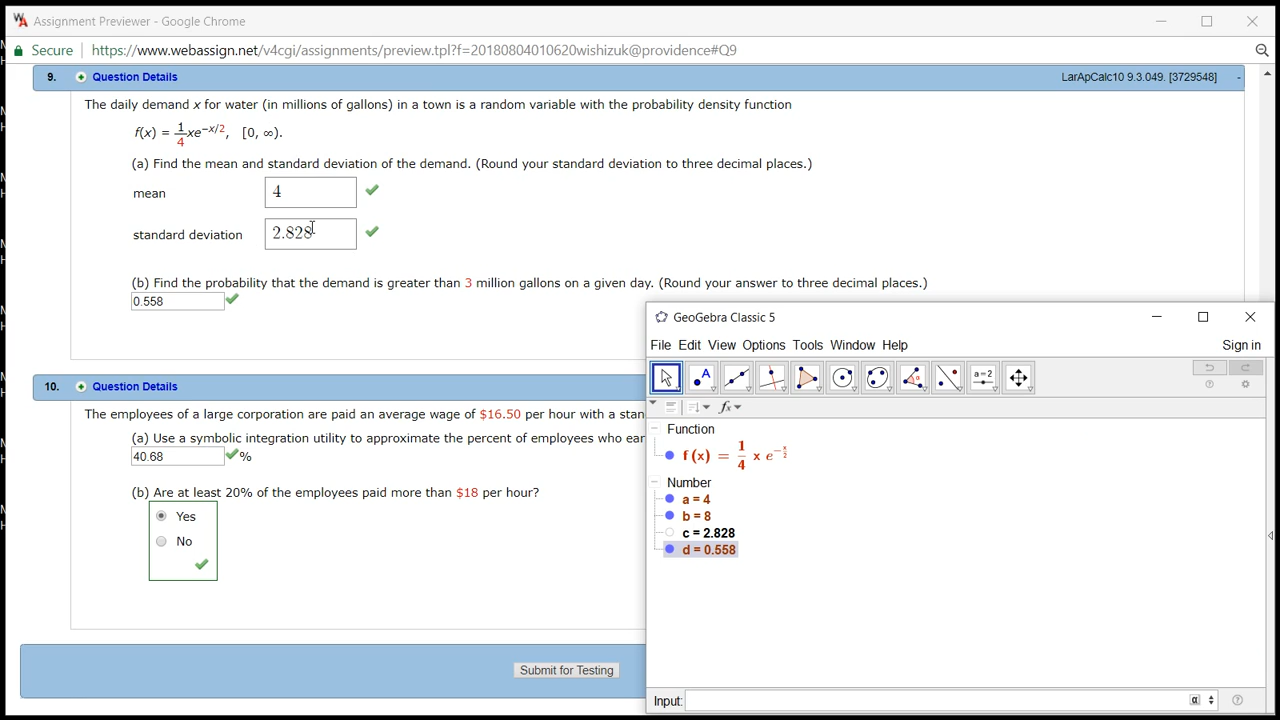 Assignment Previewer - Google Chrome
Secure https://www.webassign.net/v4cgi/assignments/preview.tpl?f=20180804010620wishizuk@providence#Q9
9. Question Details LarApCalc10 9.3.049. [3729548] -
The daily demand x for water (in millions of gallons) in a town is a random variable with the probability density function
f(x) = 1/4 xe^−x/2, [0, ∞).
(a) Find the mean and standard deviation of the demand. (Round your standard deviation to three decimal places.)
mean 4
standard deviation 2.828
(b) Find the probability that the demand is greater than 3 million gallons on a given day. (Round your answer to three decimal places.)
0.558
10. Question Details
The employees of a large corporation are paid an average wage of $16.50 per hour with a stan
(a) Use a symbolic integration utility to approximate the percent of employees who ear
40.68 %
(b) Are at least 20% of the employees paid more than $18 per hour?
Yes
No
Submit for Testing
GeoGebra Classic 5
File Edit View Options Tools Window Help Sign in
A a=2
fx
Function
f(x) = 1/4 x e^−x/2
Number
a = 4
b = 8
c = 2.828
d = 0.558
Input: α